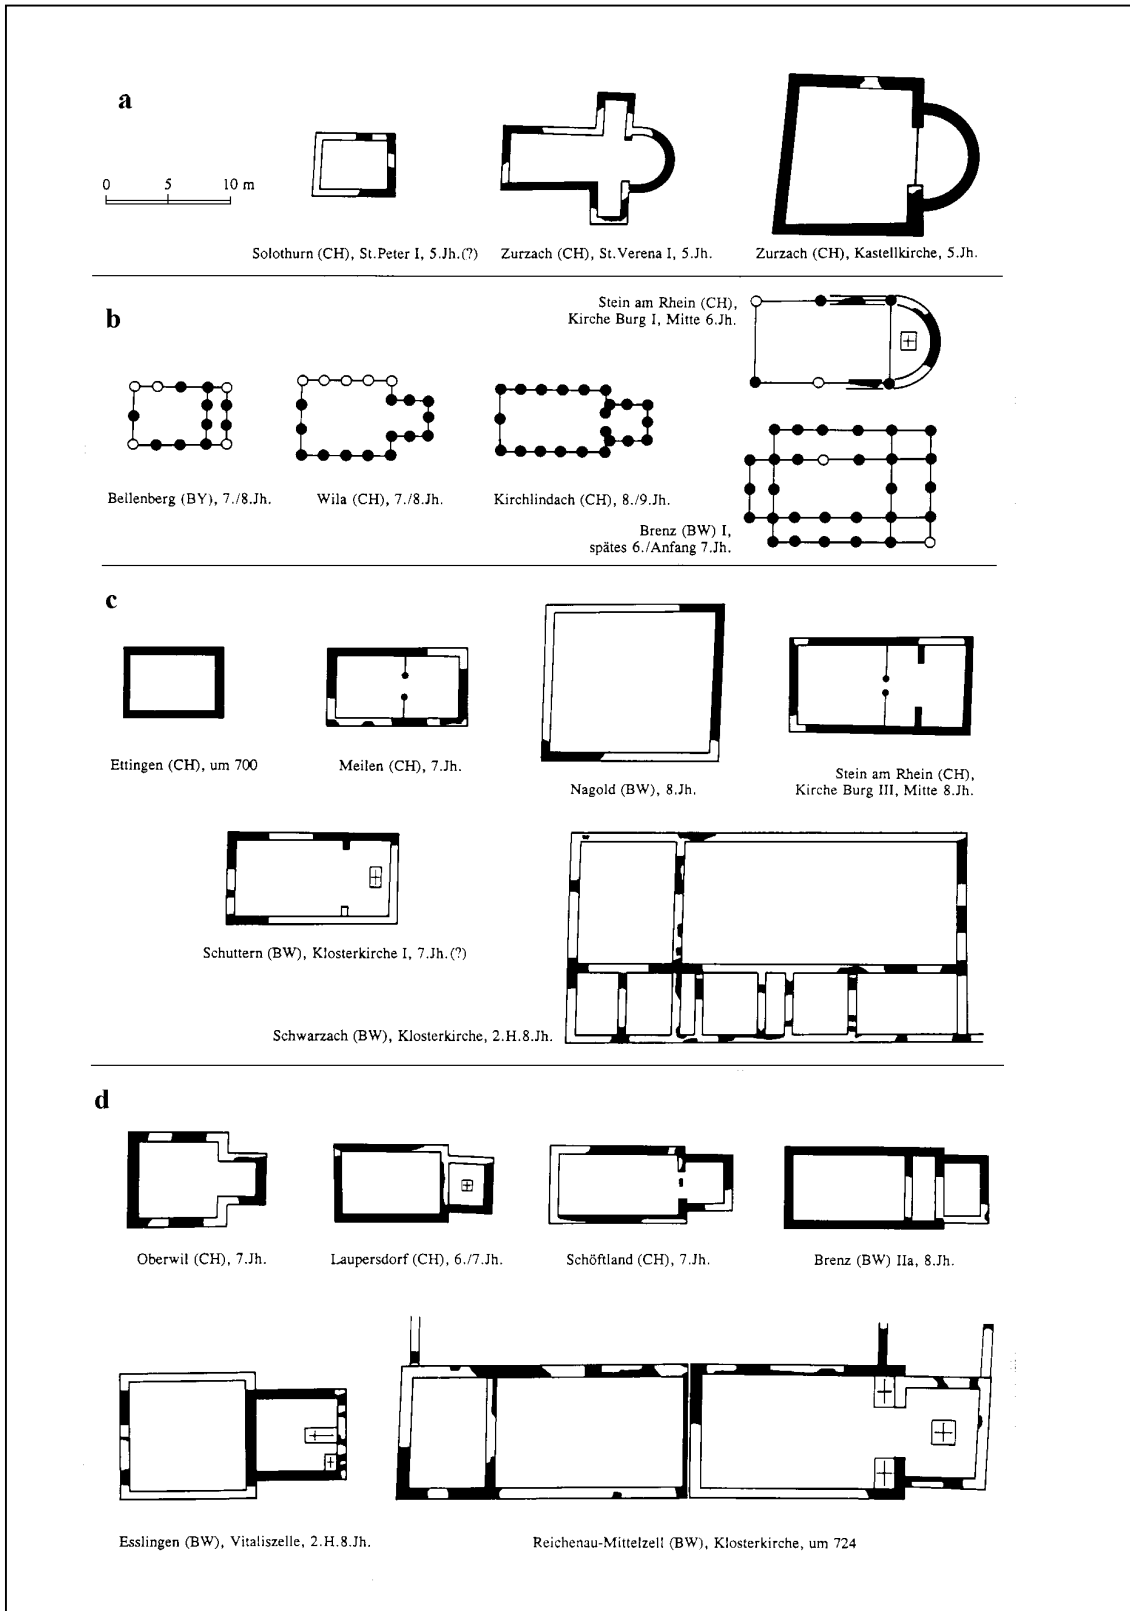 a
0 5 10 m
Solothurn (CH), St.Peter I, 5.Jh.(?)
Zurzach (CH), St.Verena I, 5.Jh.
Zurzach (CH), Kastellkirche, 5.Jh.
b
Stein am Rhein (CH),
Kirche Burg I, Mitte 6.Jh.
Bellenberg (BY), 7./8.Jh.
Wila (CH), 7./8.Jh.
Kirchlindach (CH), 8./9.Jh.
Brenz (BW) I,
spätes 6./Anfang 7.Jh.
c
Ettingen (CH), um 700
Meilen (CH), 7.Jh.
Nagold (BW), 8.Jh.
Stein am Rhein (CH),
Kirche Burg III, Mitte 8.Jh.
Schuttern (BW), Klosterkirche I, 7.Jh.(?)
Schwarzach (BW), Klosterkirche, 2.H.8.Jh.
d
Oberwil (CH), 7.Jh.
Laupersdorf (CH), 6./7.Jh.
Schöftland (CH), 7.Jh.
Brenz (BW) IIa, 8.Jh.
Esslingen (BW), Vitaliszelle, 2.H.8.Jh.
Reichenau-Mittelzell (BW), Klosterkirche, um 724